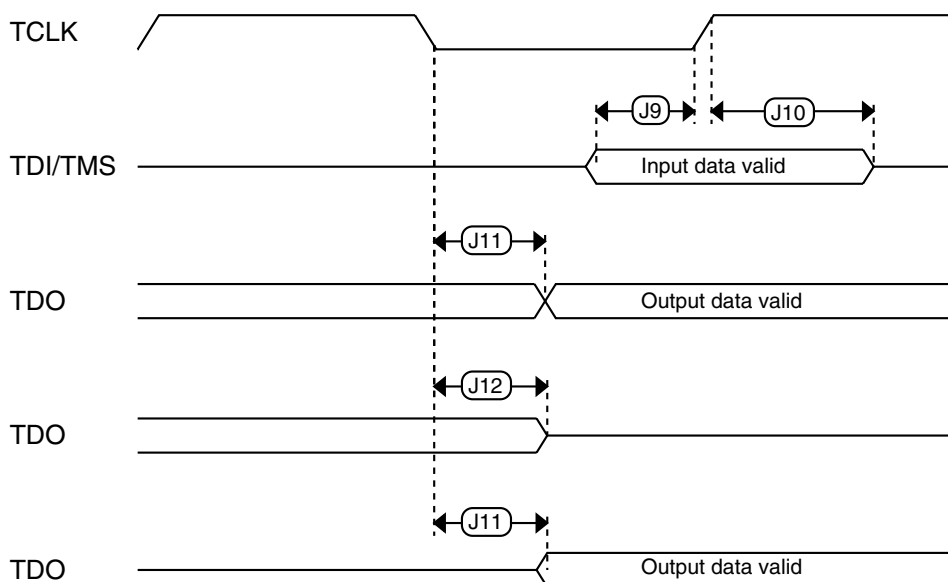 TCLK
J9
J10
TDI/TMS
Input data valid
J11
TDO
Output data valid
J12
TDO
J11
TDO
Output data valid